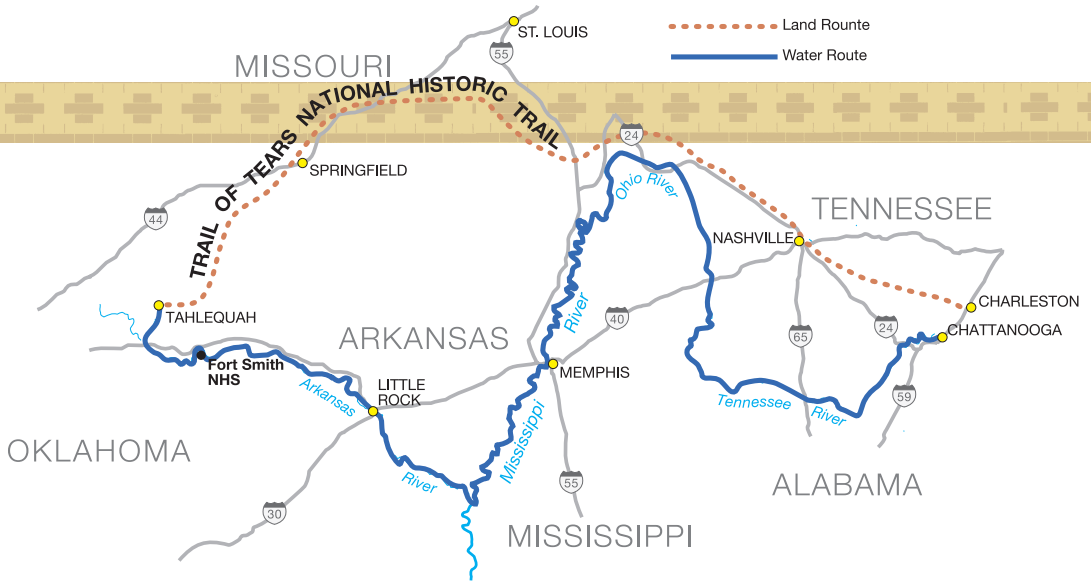 ST. LOUIS
Land Rounte
Water Route
55
MISSOURI
TRAIL OF TEARS NATIONAL HISTORIC TRAIL
24
SPRINGFIELD
Ohio River
44
TENNESSEE
NASHVILLE
TAHLEQUAH
CHARLESTON
ARKANSAS
River
40
24
65
CHATTANOOGA
Fort Smith
NHS
MEMPHIS
Arkansas
LITTLE
ROCK
Tennessee
River
59
OKLAHOMA
Mississippi
River
ALABAMA
55
30
MISSISSIPPI